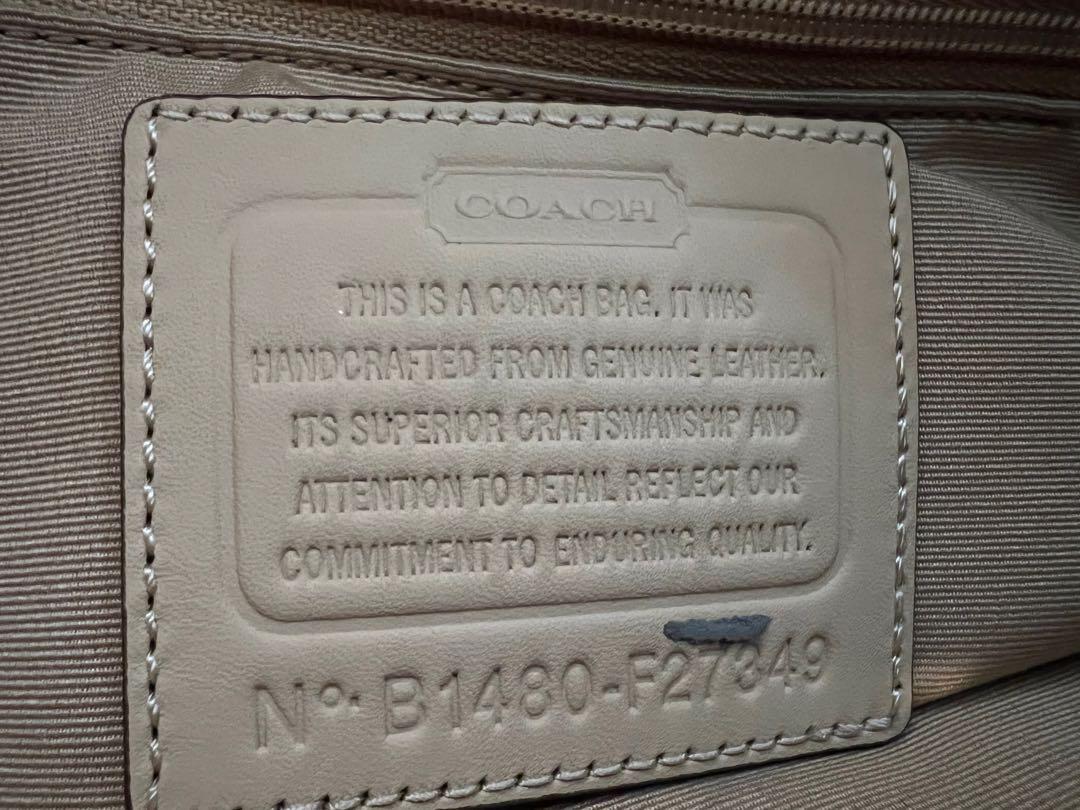 COACH
THIS IS A COACH BAG. IT WAS
HANDCRAFTED FROM GENUINE LEATHER.
ITS SUPERIOR CRAFTSMANSHIP AND
ATTENTION TO DETAIL REFLECT OUR
COMMITMENT TO ENDURING QUALITY.
Nº· B1480-F27349